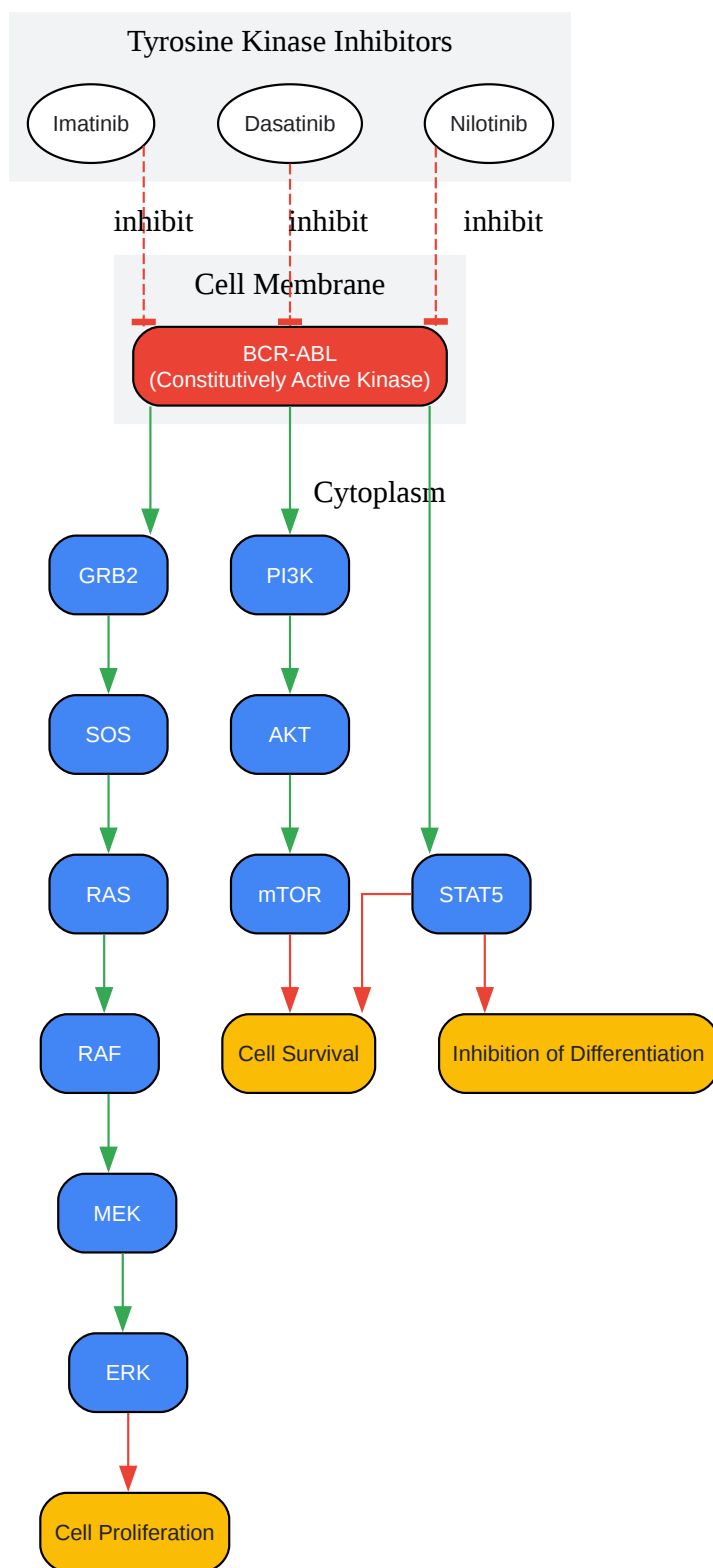 Tyrosine Kinase Inhibitors
Imatinib
Dasatinib
Nilotinib
inhibit
inhibit
inhibit
Cell Membrane
BCR-ABL
(Constitutively Active Kinase)
Cytoplasm
GRB2
PI3K
SOS
AKT
RAS
mTOR
STAT5
RAF
Cell Survival
Inhibition of Differentiation
MEK
ERK
Cell Proliferation